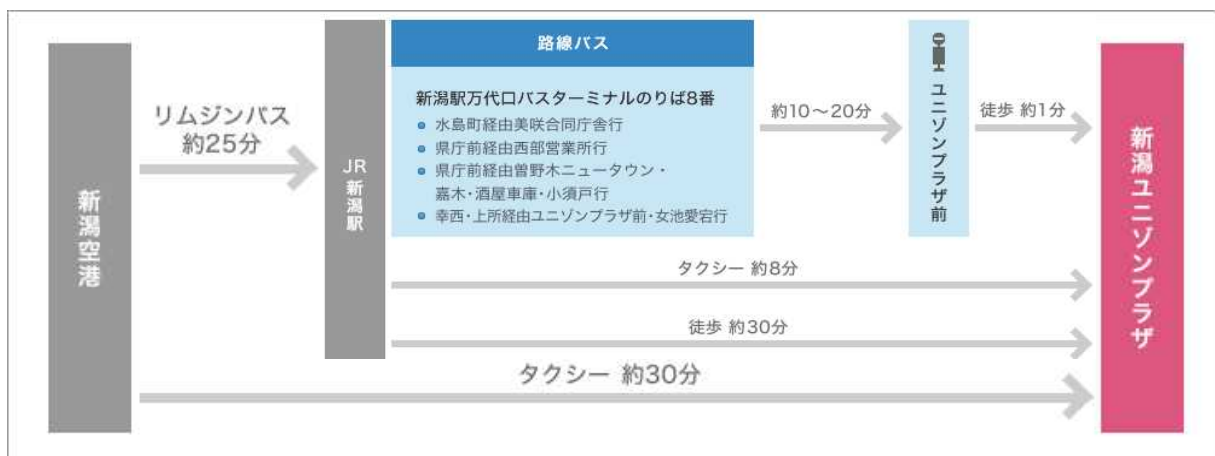 新潟空港
リムジンバス
約25分
JR新潟駅
路線バス
新潟駅万代口バスターミナルのりば8番
水島町経由美咲合同庁舎行
県庁前経由西部営業所行
県庁前経由曽野木ニュータウン・
嘉木・酒屋車庫・小須戸行
幸西・上所経由ユニゾンプラザ前・女池愛宕行
約10〜20分
ユニゾンプラザ前
徒歩 約1分
タクシー 約8分
徒歩 約30分
タクシー 約30分
新潟ユニゾンプラザ